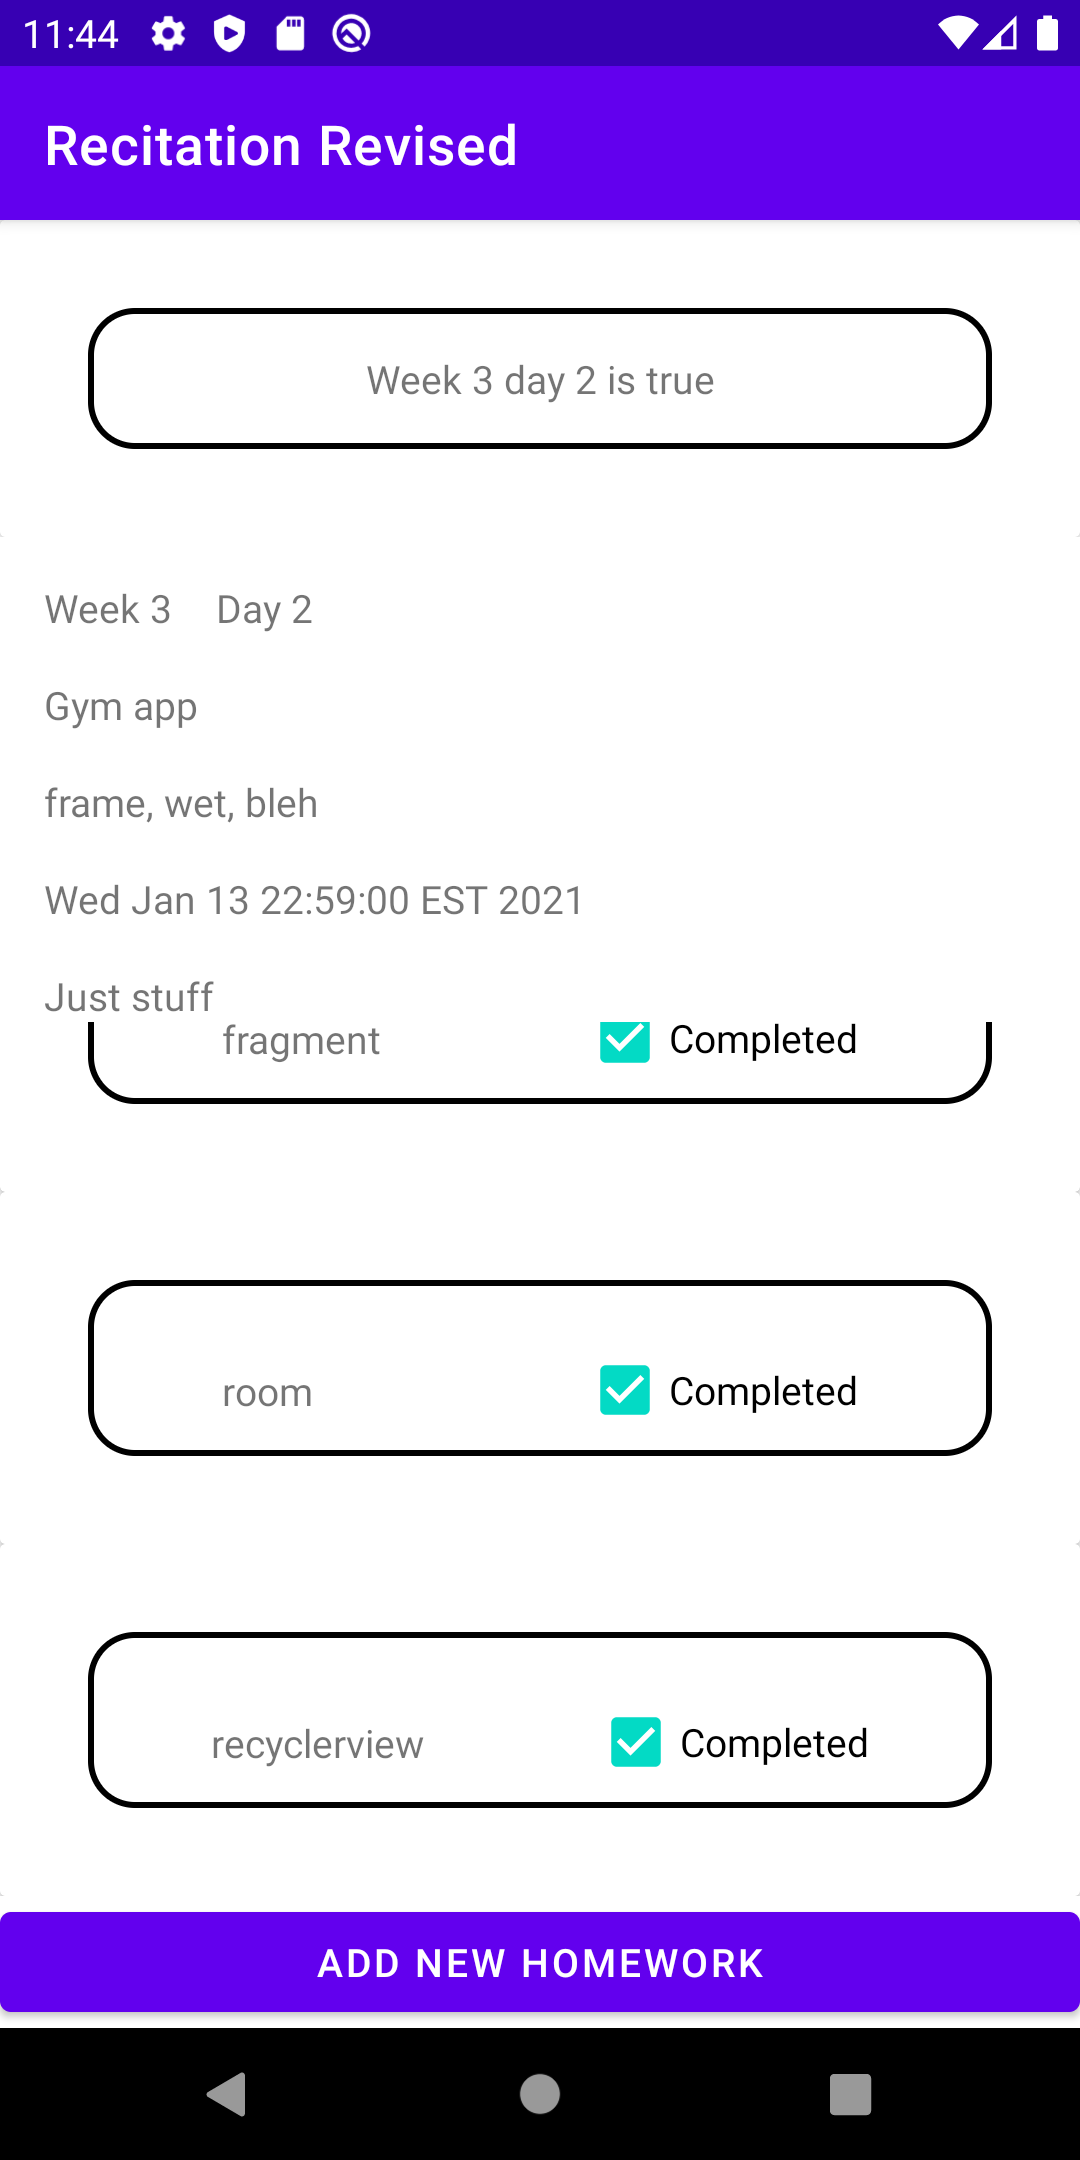 11:44
Recitation Revised
Week 3 day 2 is true
Week 3 Day 2
Gym app
frame, wet, bleh
Wed Jan 13 22:59:00 EST 2021
Just stuff
fragment Completed
room Completed
recyclerview Completed
ADD NEW HOMEWORK